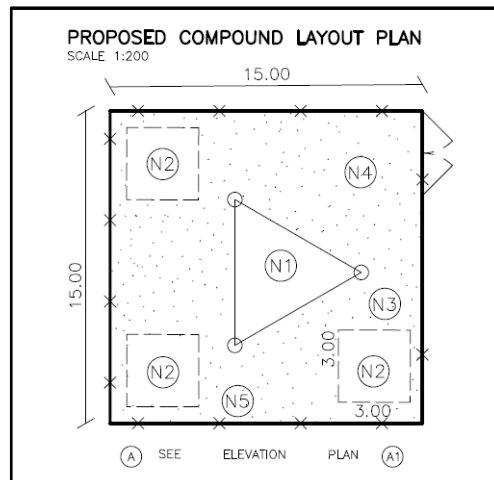 PROPOSED COMPOUND LAYOUT PLAN
SCALE 1:200
15.00
N2
N4
N1
15.00
N3
3.00
N2
N2
3.00
N5
A SEE ELEVATION PLAN A1